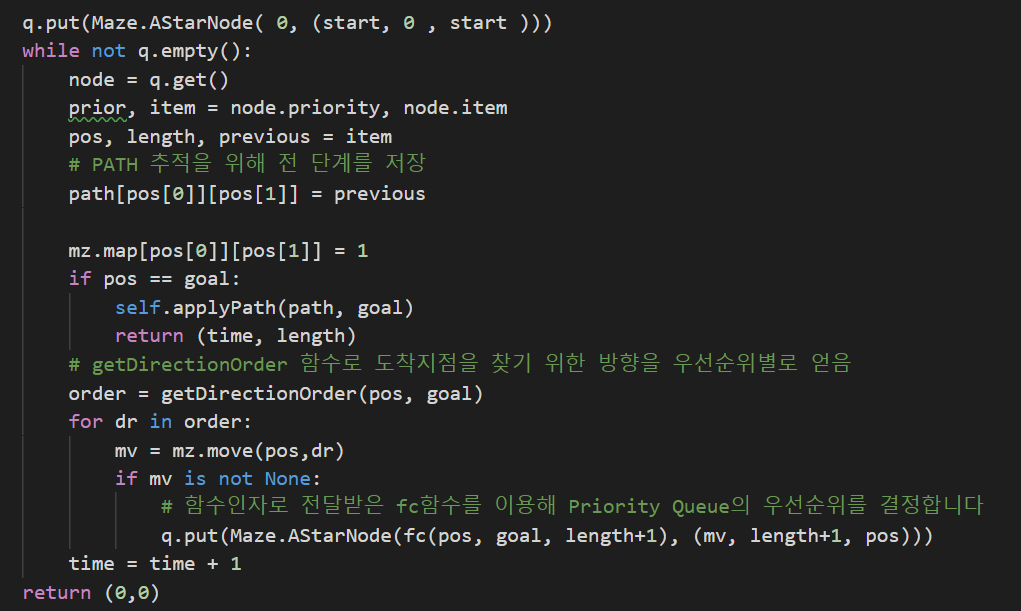 q.put(Maze.AStarNode( 0, (start, 0 , start )))
while not q.empty():
    node = q.get()
    prior, item = node.priority, node.item
    pos, length, previous = item
    # PATH 추적을 위해 전 단계를 저장
    path[pos[0]][pos[1]] = previous

    mz.map[pos[0]][pos[1]] = 1
    if pos == goal:
        self.applyPath(path, goal)
        return (time, length)
    # getDirectionOrder 함수로 도착지점을 찾기 위한 방향을 우선순위별로 얻음
    order = getDirectionOrder(pos, goal)
    for dr in order:
        mv = mz.move(pos,dr)
        if mv is not None:
            # 함수인자로 전달받은 fc함수를 이용해 Priority Queue의 우선순위를 결정합니다
            q.put(Maze.AStarNode(fc(pos, goal, length+1), (mv, length+1, pos)))
    time = time + 1
return (0,0)